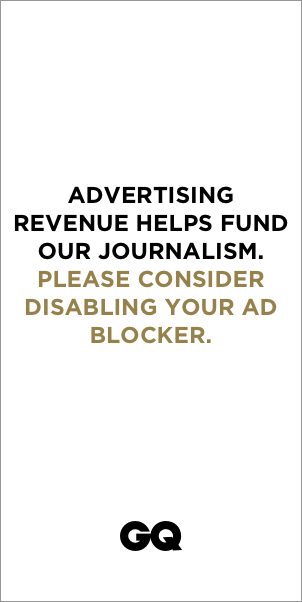 ADVERTISING
REVENUE HELPS FUND
OUR JOURNALISM.
PLEASE CONSIDER
DISABLING YOUR AD
BLOCKER.
GQ